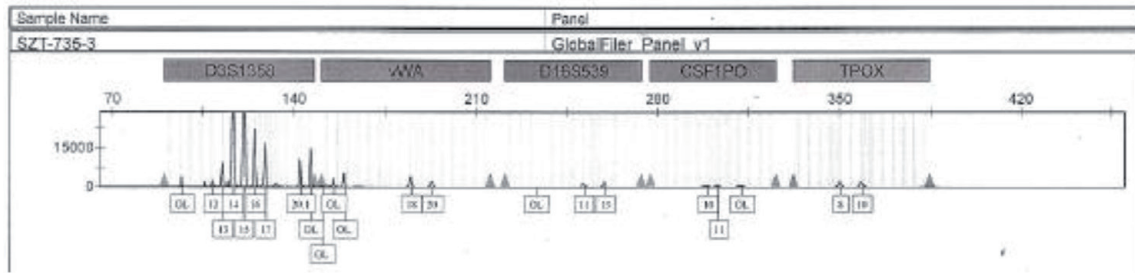 Sample Name Panel
SZT-735-3 GlobalFiler_Panel_v1
D3S1358 vWA D16S539 CSF1PO TPOX
70 140 210 280 350 420
15000
0
OL 12 14 16 20.1 OL 18 20 OL 11 13 10 OL 8 10
13 15 17 OL OL 11
OL